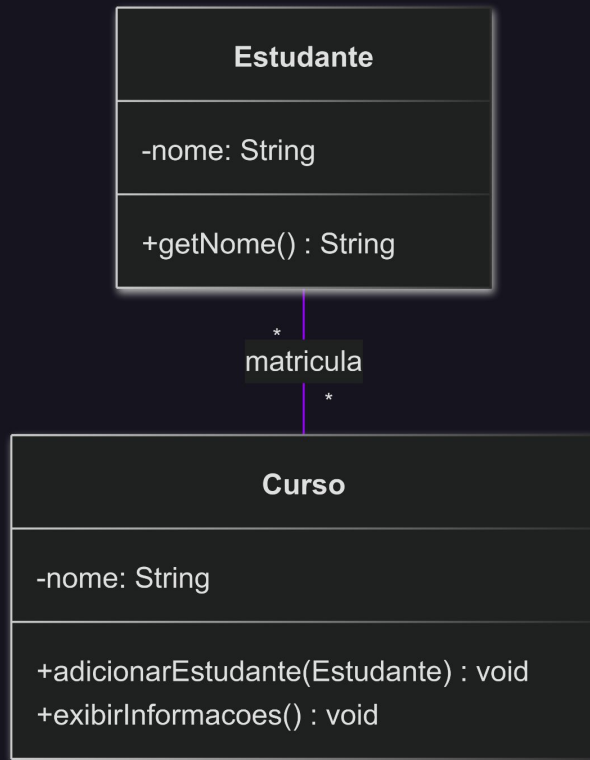 Estudante
-nome: String
+getNome() : String
*
matricula
*
Curso
-nome: String
+adicionarEstudante(Estudante) : void
+exibirInformacoes() : void